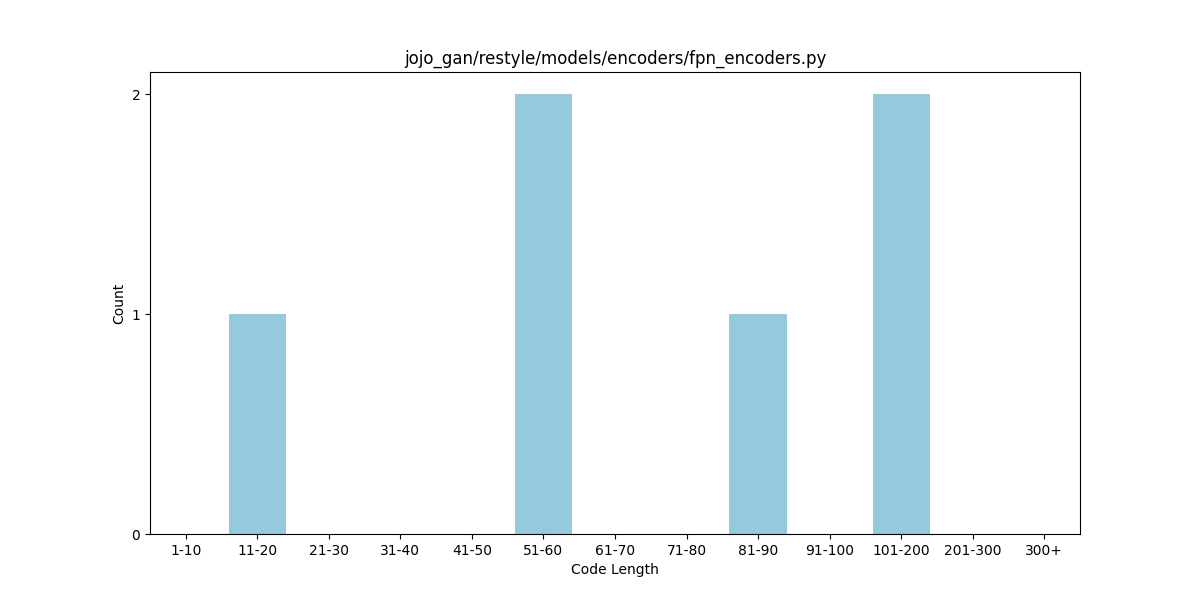 jojo_gan/restyle/models/encoders/fpn_encoders.py
2
1
0
Count
1-10 11-20 21-30 31-40 41-50 51-60 61-70 71-80 81-90 91-100 101-200 201-300 300+
Code Length